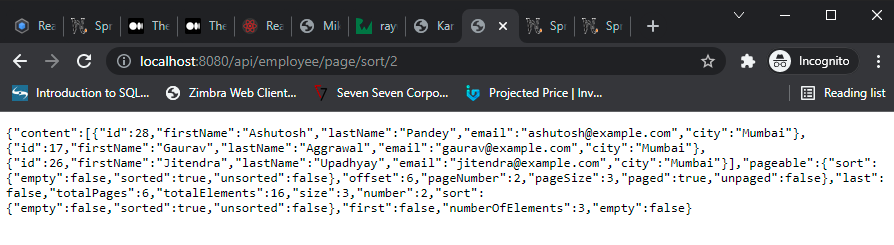 Rea
Spr
The
The
Rea
Mile
ray
Kar
Spr
Spr
localhost:8080/api/employee/page/sort/2
Incognito
Introduction to SQL...
Zimbra Web Client...
Seven Seven Corpo...
Projected Price | Inv...
Reading list
{"content":[{"id":28,"firstName":"Ashutosh","lastName":"Pandey","email":"ashutosh@example.com","city":"Mumbai"},
{"id":17,"firstName":"Gaurav","lastName":"Aggrawal","email":"gaurav@example.com","city":"Mumbai"},
{"id":26,"firstName":"Jitendra","lastName":"Upadhyay","email":"jitendra@example.com","city":"Mumbai"}],"pageable":{"sort":
{"empty":false,"sorted":true,"unsorted":false},"offset":6,"pageNumber":2,"pageSize":3,"paged":true,"unpaged":false},"last":
false,"totalPages":6,"totalElements":16,"size":3,"number":2,"sort":
{"empty":false,"sorted":true,"unsorted":false},"first":false,"numberOfElements":3,"empty":false}